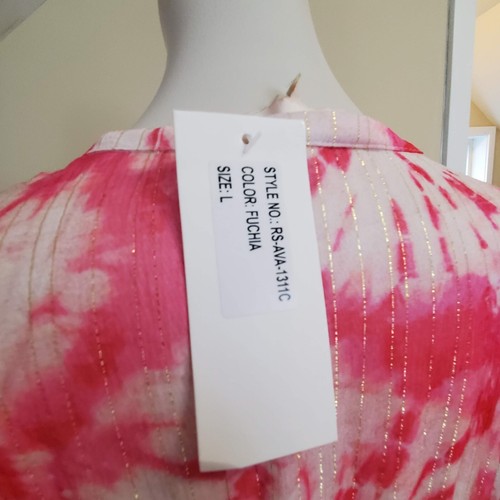 STYLE NO.: RS-AVA-1311C
COLOR: FUCHIA
SIZE: L